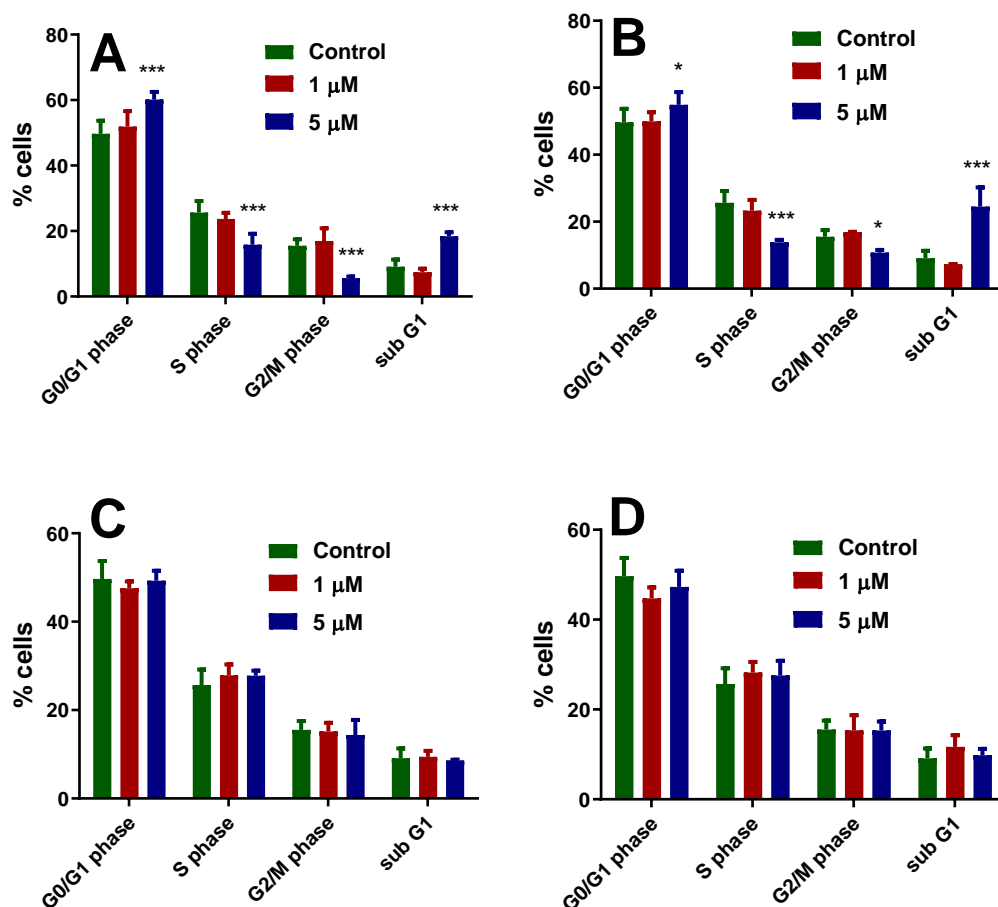 A
Control
1 μM
5 μM
% cells
80
60
40
20
0
***
***
***
***
G0/G1 phase
S phase
G2/M phase
sub G1
B
Control
1 μM
5 μM
% cells
80
60
40
20
0
*
***
*
***
G0/G1 phase
S phase
G2/M phase
sub G1
C
Control
1 μM
5 μM
% cells
60
40
20
0
G0/G1 phase
S phase
G2/M phase
sub G1
D
Control
1 μM
5 μM
% cells
60
40
20
0
G0/G1 phase
S phase
G2/M phase
sub G1